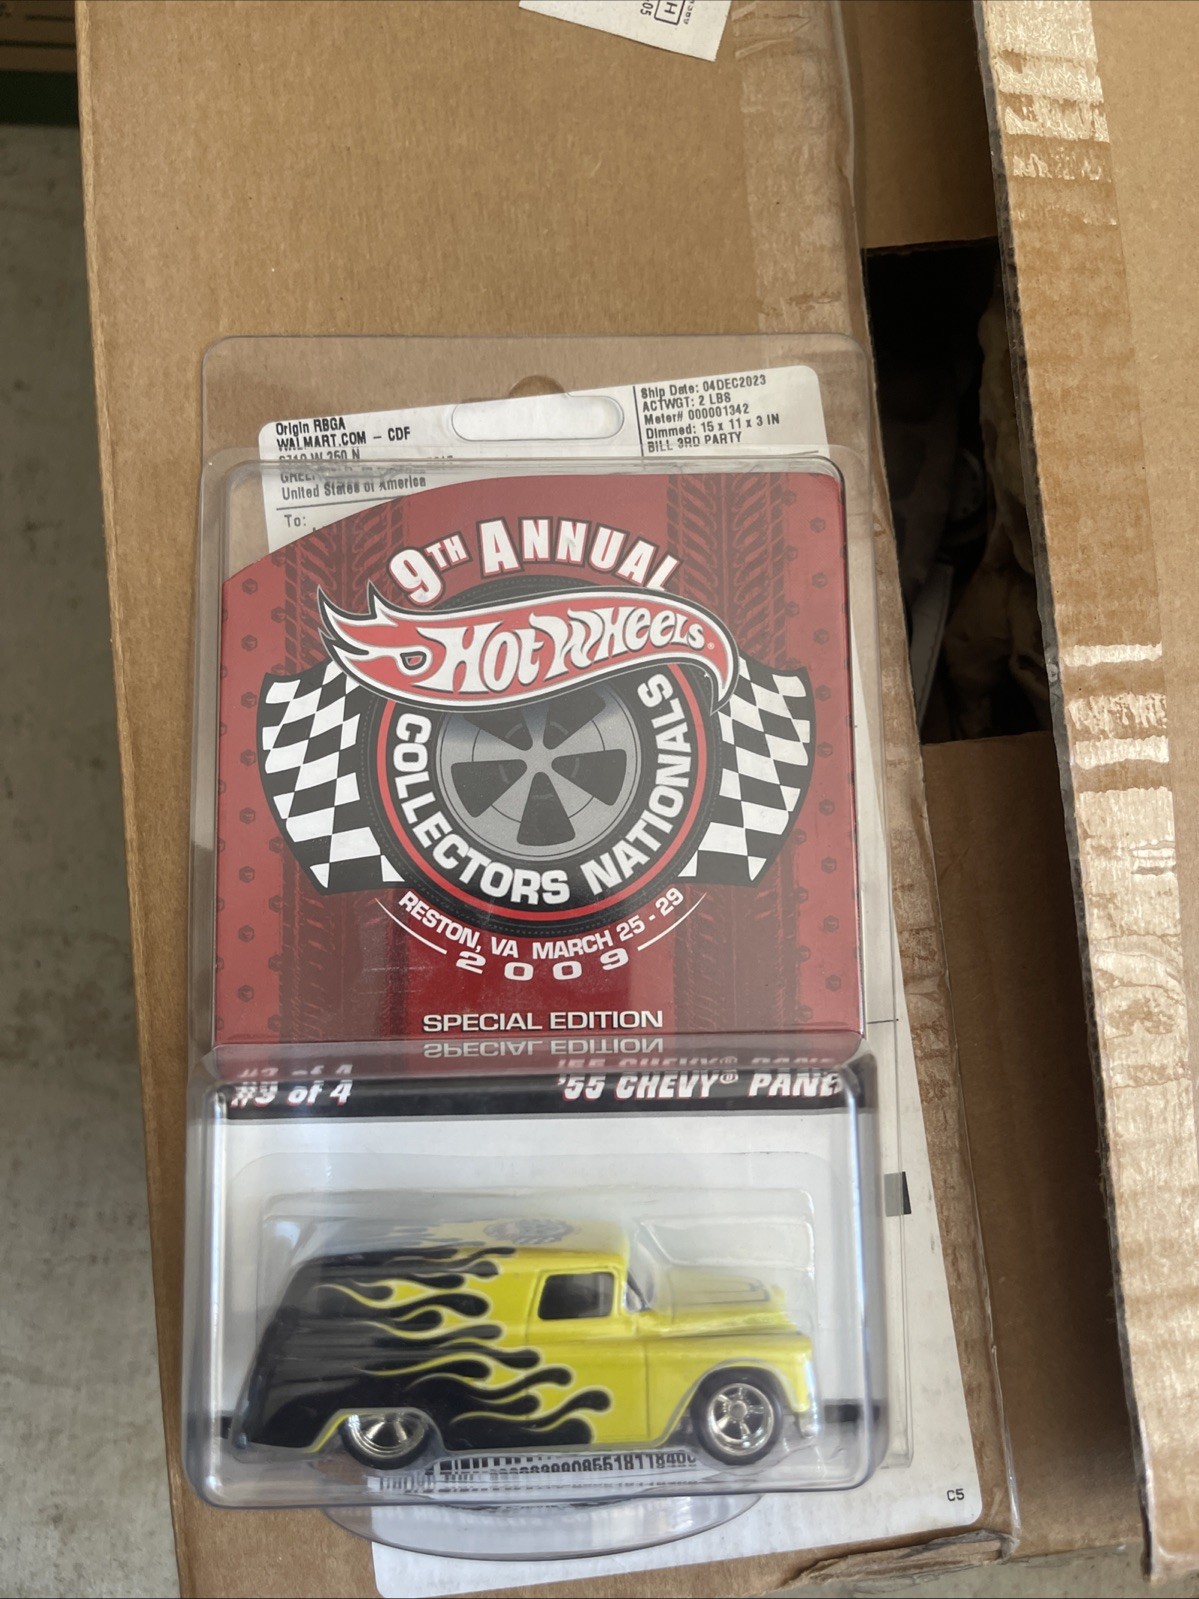 Origin RBGA
WALMART.COM - CDF
W 350 N
United States of America
To:
Ship Date: 04DEC2023
ACTWGT: 2 LBS
Meter# 000001342
Dimmed: 15 x 11 x 3 IN
BILL 3RD PARTY
9TH ANNUAL
HOT WHEELS
COLLECTORS NATIONALS
RESTON, VA MARCH 25 - 29
2009
SPECIAL EDITION
of 4
'55 CHEVY® PANE
C5